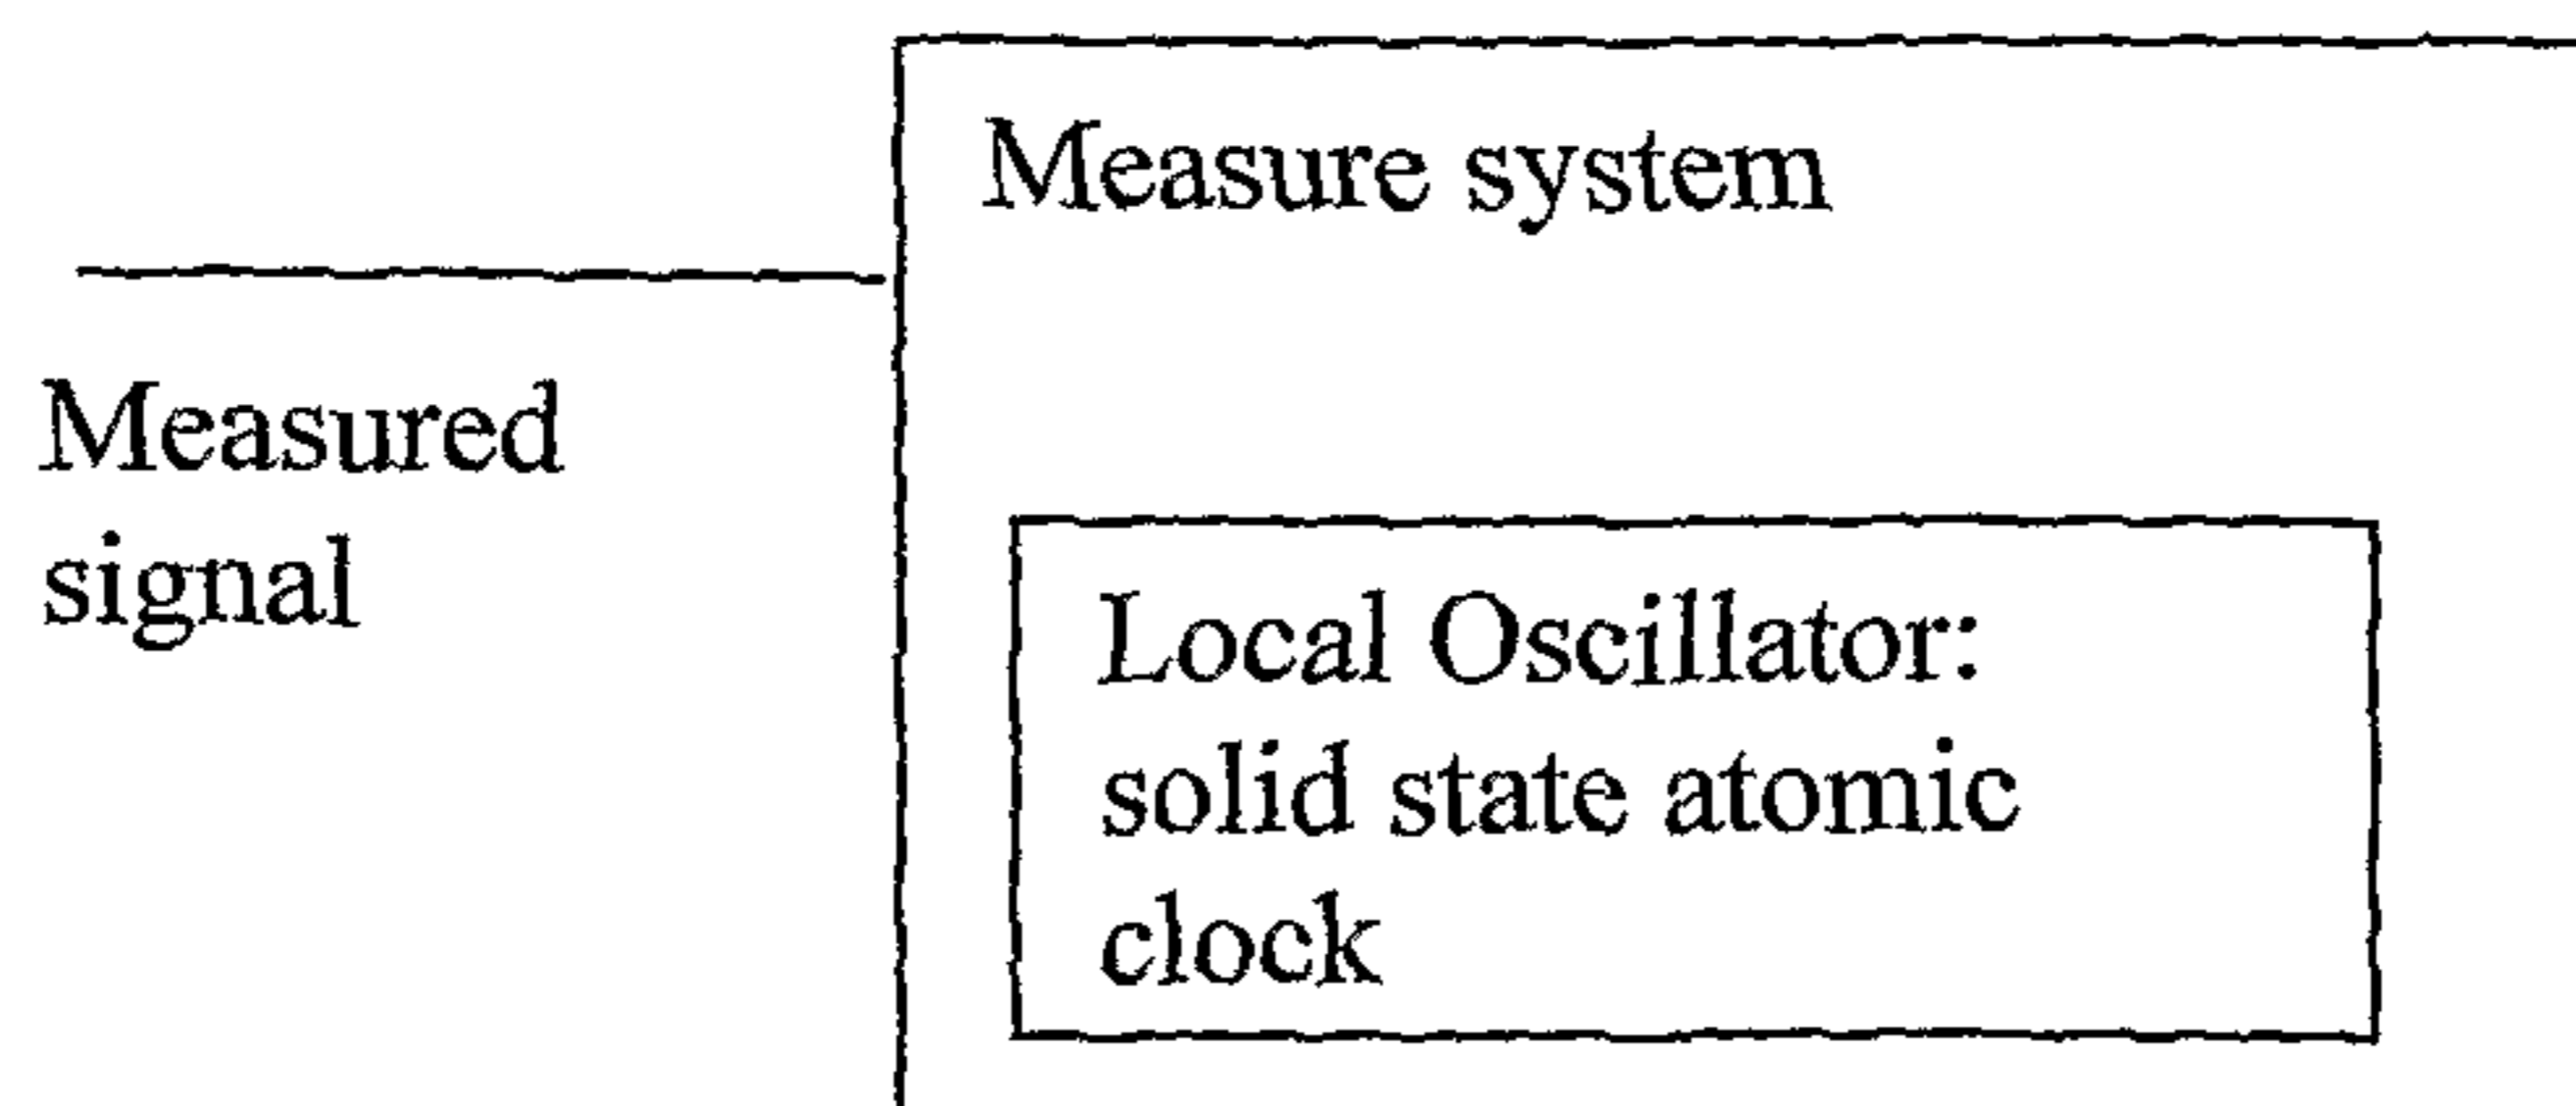 Measure system
Measured
signal
Local Oscillator:
solid state atomic
clock